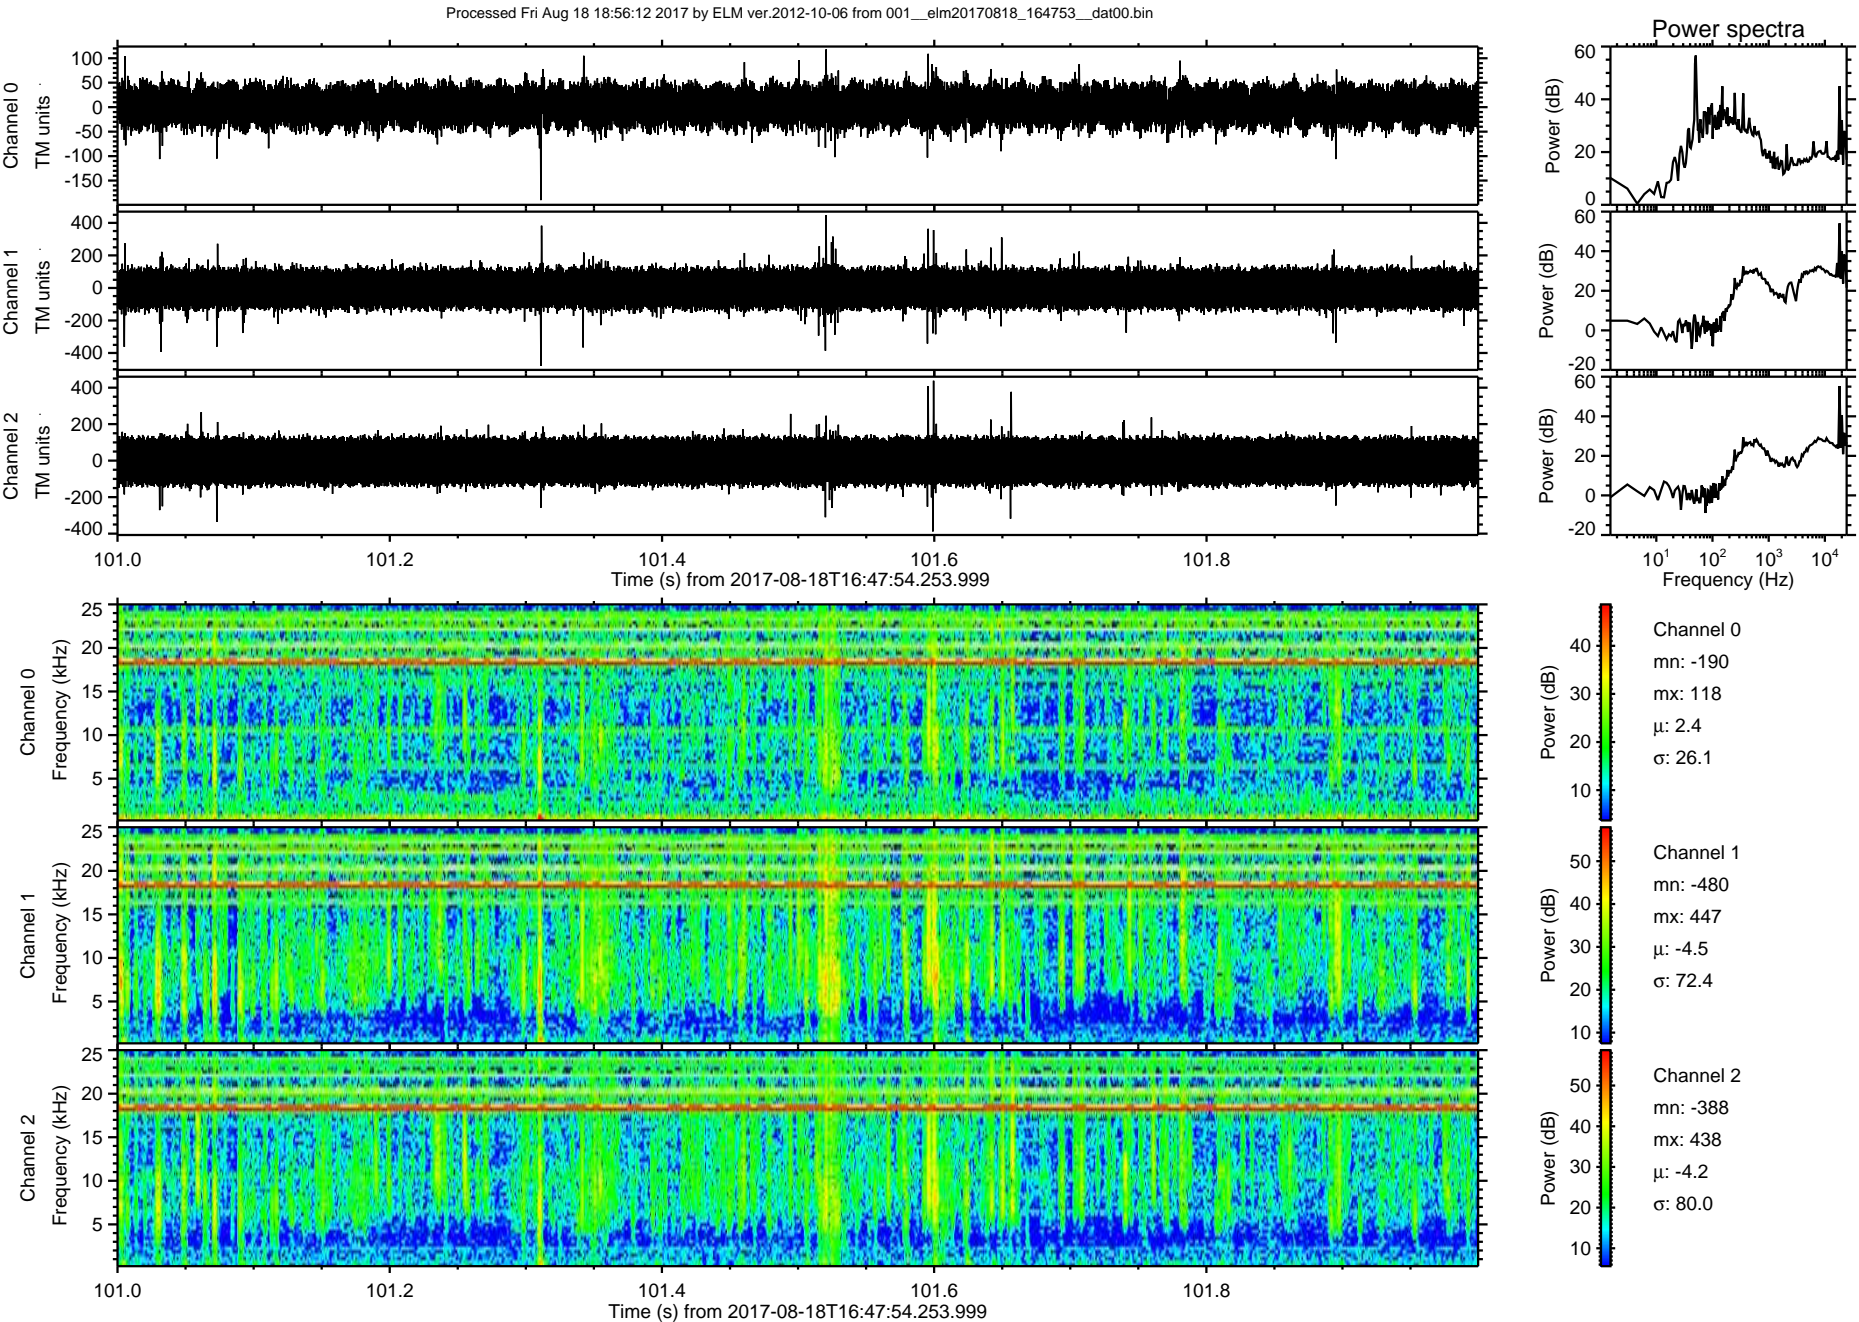 Processed Fri Aug 18 18:56:12 2017 by ELM ver.2012-10-06 from 001__elm20170818_164753__dat00.bin
Power spectra
Channel 0
TM units
100
50
0
-50
-100
-150
Power (dB)
60
40
20
0
Channel 1
TM units
400
200
0
-200
-400
Power (dB)
60
40
20
0
-20
Channel 2
TM units
400
200
0
-200
-400
Power (dB)
60
40
20
0
-20
101.0 101.2 101.4 101.6 101.8
Time (s) from 2017-08-18T16:47:54.253.999
10^1 10^2 10^3 10^4
Frequency (Hz)
Channel 0
Frequency (kHz)
25
20
15
10
5
Power (dB)
40
30
20
10
Channel 0
mn: -190
mx: 118
μ: 2.4
σ: 26.1
Channel 1
Frequency (kHz)
25
20
15
10
5
Power (dB)
50
40
30
20
10
Channel 1
mn: -480
mx: 447
μ: -4.5
σ: 72.4
Channel 2
Frequency (kHz)
25
20
15
10
5
Power (dB)
50
40
30
20
10
Channel 2
mn: -388
mx: 438
μ: -4.2
σ: 80.0
101.0 101.2 101.4 101.6 101.8
Time (s) from 2017-08-18T16:47:54.253.999